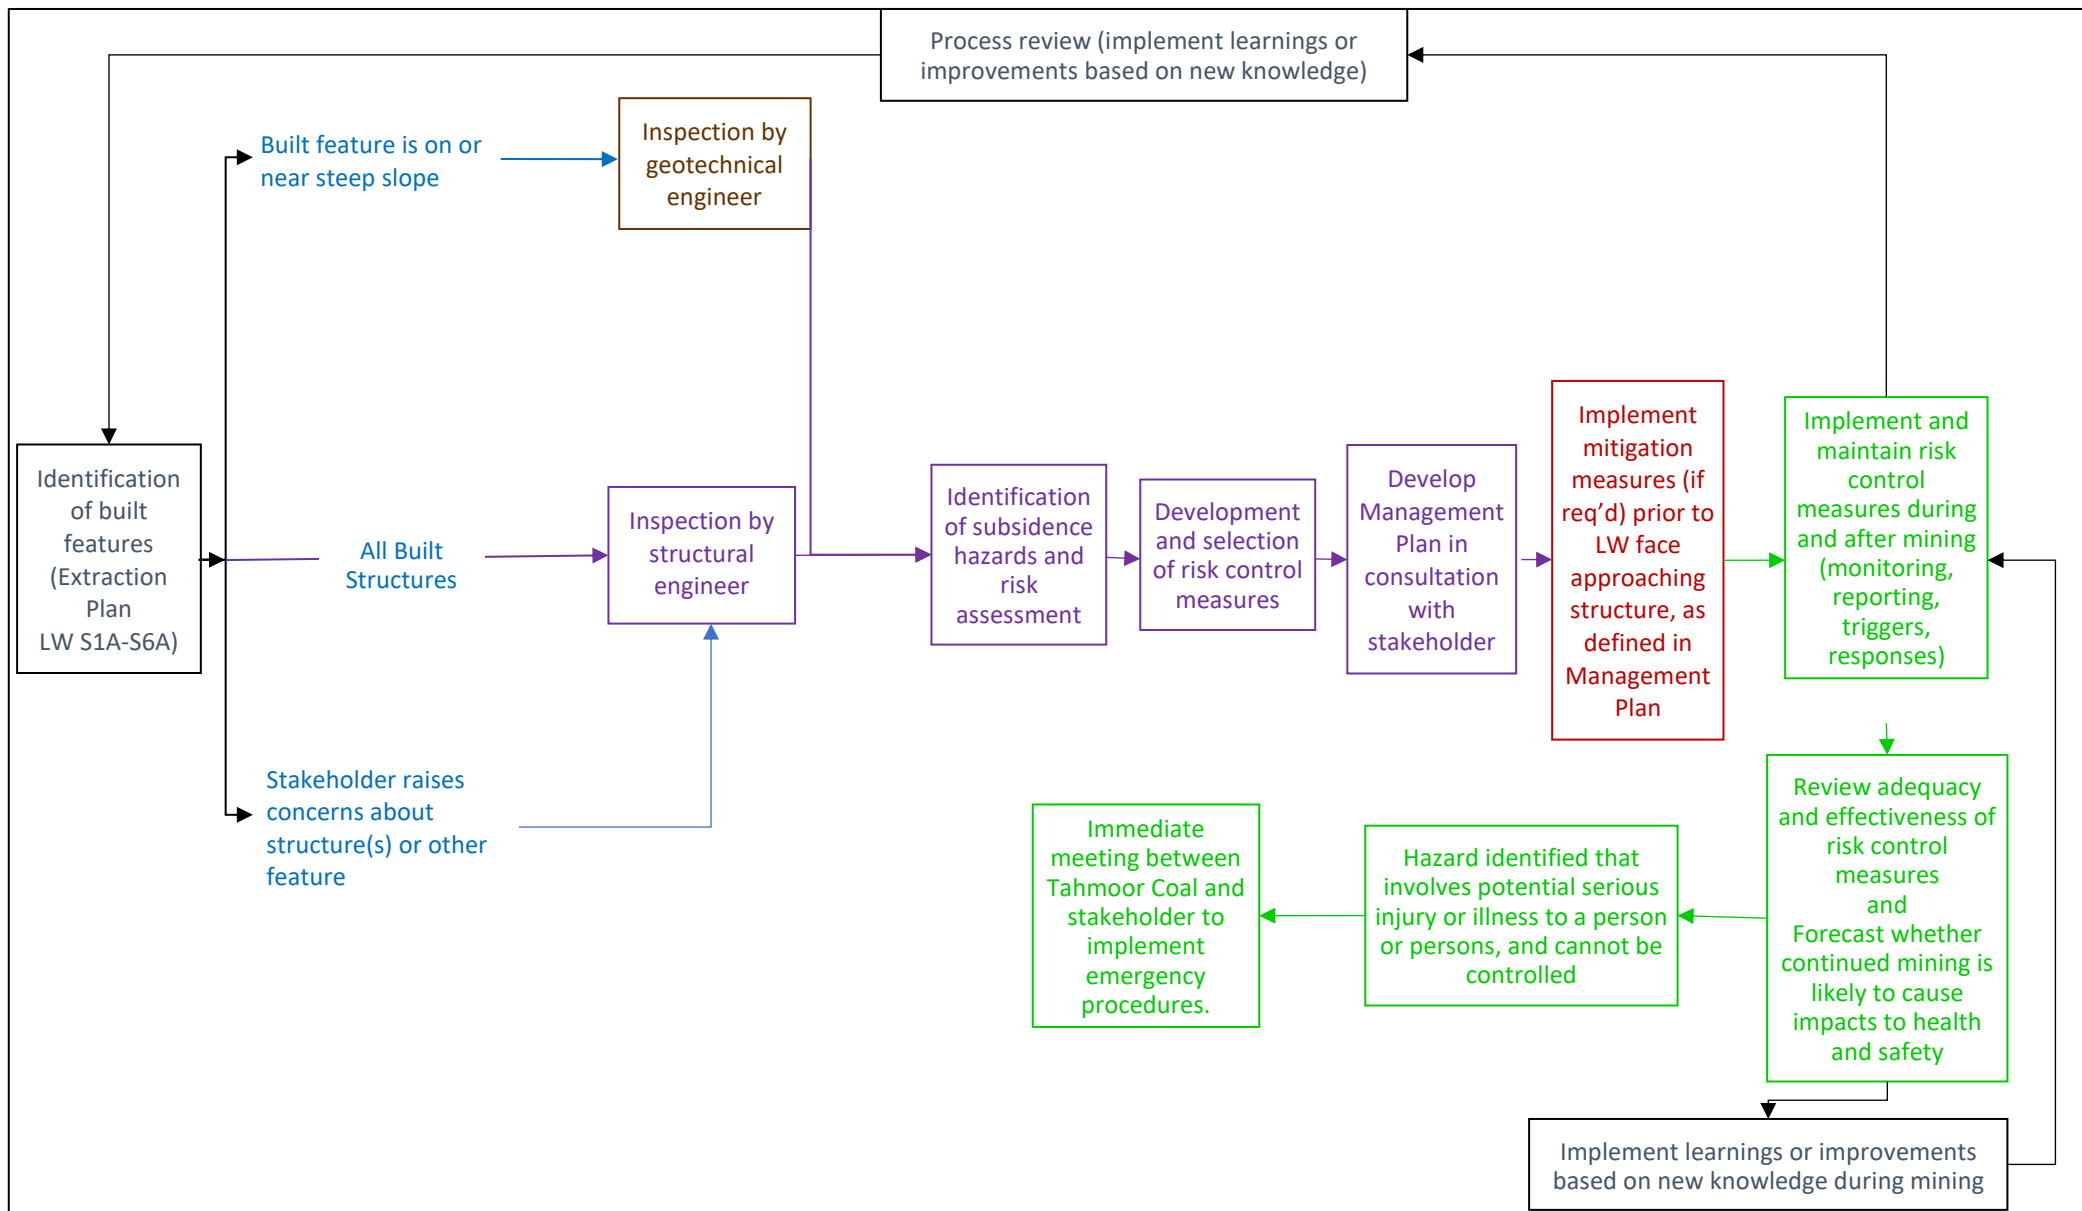 Process review (implement learnings or
improvements based on new knowledge)
Built feature is on or
near steep slope
Inspection by
geotechnical
engineer
Identification
of built
features
(Extraction
Plan
LW S1A-S6A)
All Built
Structures
Inspection by
structural
engineer
Identification
of subsidence
hazards and
risk
assessment
Development
and selection
of risk control
measures
Develop
Management
Plan in
consultation
with
stakeholder
Implement
mitigation
measures (if
req’d) prior to
LW face
approaching
structure, as
defined in
Management
Plan
Implement and
maintain risk
control
measures during
and after mining
(monitoring,
reporting,
triggers,
responses)
Stakeholder raises
concerns about
structure(s) or other
feature
Immediate
meeting between
Tahmoor Coal and
stakeholder to
implement
emergency
procedures.
Hazard identified that
involves potential serious
injury or illness to a person
or persons, and cannot be
controlled
Review adequacy
and effectiveness of
risk control
measures
and
Forecast whether
continued mining is
likely to cause
impacts to health
and safety
Implement learnings or improvements
based on new knowledge during mining